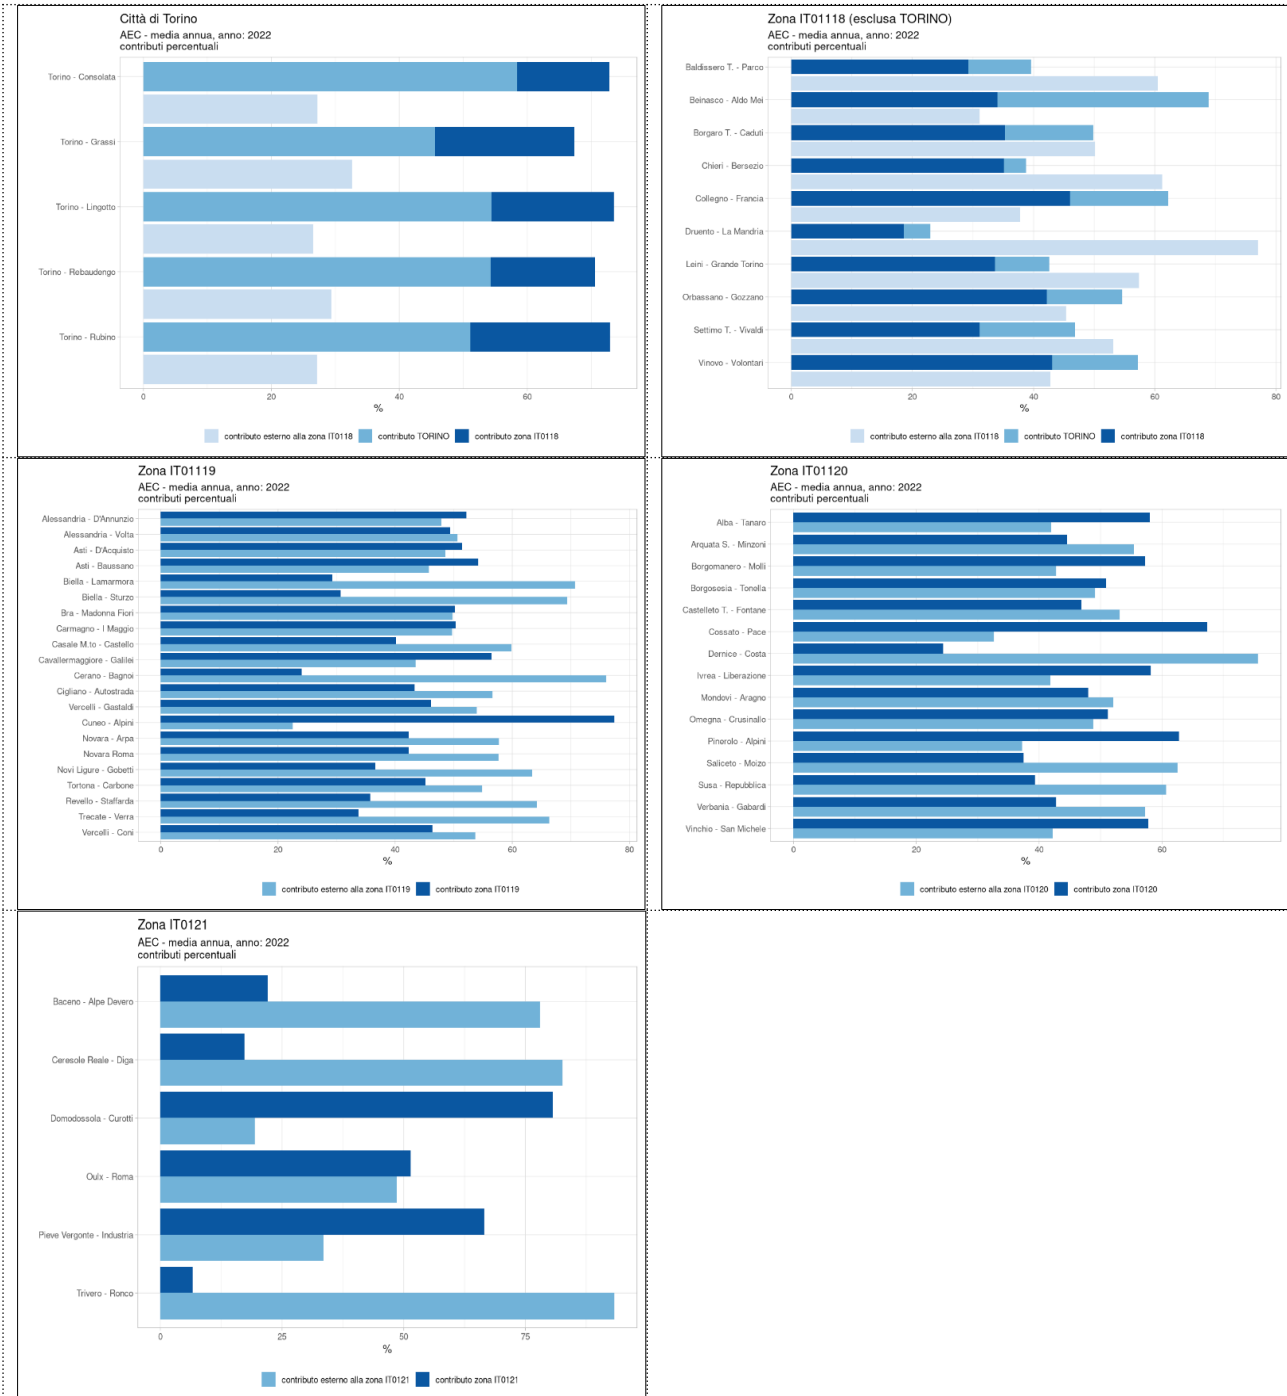 Città di Torino
AEC - media annua, anno: 2022
contributi percentuali
Torino - Consolata
Torino - Grassi
Torino - Lingotto
Torino - Rebaudengo
Torino - Rubino
0 20 40 60
%
contributo esterno alla zona IT0118 contributo TORINO contributo zona IT0118
Zona IT01118 (esclusa TORINO)
AEC - media annua, anno: 2022
contributi percentuali
Baldissero T. - Parco
Beinasco - Aldo Mei
Borgaro T. - Caduti
Chieri - Bersezio
Collegno - Francia
Druento - La Mandria
Leini - Grande Torino
Orbassano - Gozzano
Settimo T. - Vivaldi
Vinovo - Volontari
0 20 40 60 80
%
contributo esterno alla zona IT0118 contributo TORINO contributo zona IT0118
Zona IT01119
AEC - media annua, anno: 2022
contributi percentuali
Alessandria - D'Annunzio
Alessandria - Volta
Asti - D'Acquisto
Asti - Baussano
Biella - Lamarmora
Biella - Sturzo
Bra - Madonna Fiori
Carmagno - I Maggio
Casale M.to - Castello
Cavallermaggiore - Galilei
Cerano - Bagnoi
Cigliano - Autostrada
Vercelli - Gastaldi
Cuneo - Alpini
Novara - Arpa
Novara Roma
Novi Ligure - Gobetti
Tortona - Carbone
Revello - Staffarda
Trecate - Verra
Vercelli - Coni
0 20 40 60 80
%
contributo esterno alla zona IT0119 contributo zona IT0119
Zona IT01120
AEC - media annua, anno: 2022
contributi percentuali
Alba - Tanaro
Arquata S. - Minzoni
Borgomanero - Molli
Borgosesia - Tonella
Castelleto T. - Fontane
Cossato - Pace
Dernice - Costa
Ivrea - Liberazione
Mondovi - Aragno
Omegna - Crusinallo
Pinerolo - Alpini
Saliceto - Moizo
Susa - Repubblica
Verbania - Gabardi
Vinchio - San Michele
0 20 40 60
%
contributo esterno alla zona IT0120 contributo zona IT0120
Zona IT0121
AEC - media annua, anno: 2022
contributi percentuali
Baceno - Alpe Devero
Ceresole Reale - Diga
Domodossola - Curotti
Oulx - Roma
Pieve Vergonte - Industria
Trivero - Ronco
0 25 50 75
%
contributo esterno alla zona IT0121 contributo zona IT0121